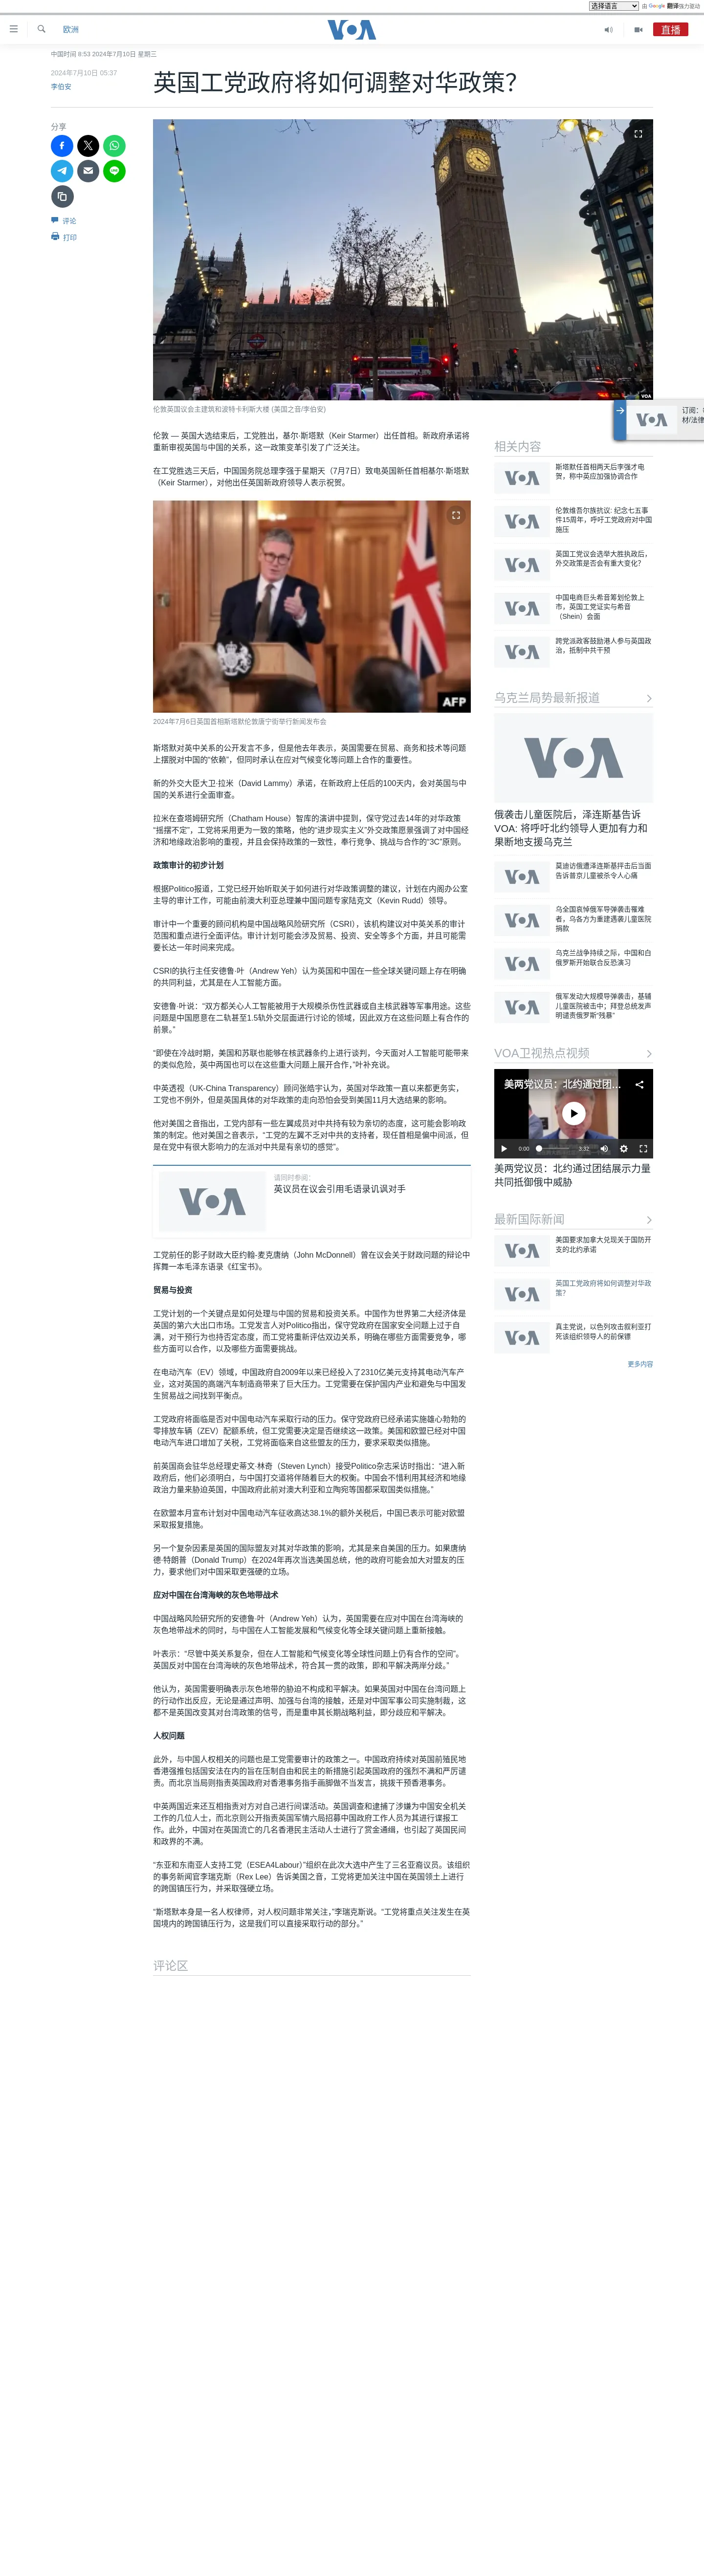 选择语言 由 Google 翻译强力驱动
欧洲
VOA
直播
中国时间 8:53 2024年7月10日 星期三
2024年7月10日 05:37
李伯安
英国工党政府将如何调整对华政策？
分享
评论
打印
VOA
伦敦英国议会主建筑和波特卡利斯大楼 (美国之音/李伯安)
伦敦 — 英国大选结束后，工党胜出，基尔·斯塔默（Keir Starmer）出任首相。新政府承诺将
重新审视英国与中国的关系，这一政策变革引发了广泛关注。
在工党胜选三天后，中国国务院总理李强于星期天（7月7日）致电英国新任首相基尔·斯塔默
（Keir Starmer），对他出任英国新政府领导人表示祝贺。
AFP
2024年7月6日英国首相斯塔默伦敦唐宁街举行新闻发布会
斯塔默对英中关系的公开发言不多，但是他去年表示，英国需要在贸易、商务和技术等问题
上摆脱对中国的“依赖”，但同时承认在应对气候变化等问题上合作的重要性。
新的外交大臣大卫·拉米（David Lammy）承诺，在新政府上任后的100天内，会对英国与中
国的关系进行全面审查。
拉米在查塔姆研究所（Chatham House）智库的演讲中提到，保守党过去14年的对华政策
“摇摆不定”，工党将采用更为一致的策略，他的“进步现实主义”外交政策愿景强调了对中国经
济和地缘政治影响的重视，并且会保持政策的一致性，奉行竞争、挑战与合作的“3C”原则。
政策审计的初步计划
根据Politico报道，工党已经开始听取关于如何进行对华政策调整的建议，计划在内阁办公室
主导的审计工作，可能由前澳大利亚总理兼中国问题专家陆克文（Kevin Rudd）领导。
审计中一个重要的顾问机构是中国战略风险研究所（CSRI），该机构建议对中英关系的审计
范围和重点进行全面评估。审计计划可能会涉及贸易、投资、安全等多个方面，并且可能需
要长达一年时间来完成。
CSRI的执行主任安德鲁·叶（Andrew Yeh）认为英国和中国在一些全球关键问题上存在明确
的共同利益，尤其是在人工智能方面。
安德鲁·叶说：“双方都关心人工智能被用于大规模杀伤性武器或自主核武器等军事用途。这些
问题是中国愿意在二轨甚至1.5轨外交层面进行讨论的领域，因此双方在这些问题上有合作的
前景。”
“即使在冷战时期，美国和苏联也能够在核武器条约上进行谈判，今天面对人工智能可能带来
的类似危险，英中两国也可以在这些重大问题上展开合作，”叶补充说。
中英透视（UK-China Transparency）顾问张皓宇认为，英国对华政策一直以来都更务实，
工党也不例外，但是英国具体的对华政策的走向恐怕会受到美国11月大选结果的影响。
他对美国之音指出，工党内部有一些左翼成员对中共持有较为亲切的态度，这可能会影响政
策的制定。他对美国之音表示，“工党的左翼不乏对中共的支持者，现任首相是偏中间派，但
是在党中有很大影响力的左派对中共是有亲切的感觉”。
VOA
请同时参阅：
英议员在议会引用毛语录讥讽对手
工党前任的影子财政大臣约翰·麦克唐纳（John McDonnell）曾在议会关于财政问题的辩论中
挥舞一本毛泽东语录《红宝书》。
贸易与投资
工党计划的一个关键点是如何处理与中国的贸易和投资关系。中国作为世界第二大经济体是
英国的第六大出口市场。工党发言人对Politico指出，保守党政府在国家安全问题上过于自
满，对干预行为也持否定态度，而工党将重新评估双边关系，明确在哪些方面需要竞争，哪
些方面可以合作，以及哪些方面需要挑战。
在电动汽车（EV）领域，中国政府自2009年以来已经投入了2310亿美元支持其电动汽车产
业，这对英国的高端汽车制造商带来了巨大压力。工党需要在保护国内产业和避免与中国发
生贸易战之间找到平衡点。
工党政府将面临是否对中国电动汽车采取行动的压力。保守党政府已经承诺实施雄心勃勃的
零排放车辆（ZEV）配额系统，但工党需要决定是否继续这一政策。美国和欧盟已经对中国
电动汽车进口增加了关税，工党将面临来自这些盟友的压力，要求采取类似措施。
前英国商会驻华总经理史蒂文·林奇（Steven Lynch）接受Politico杂志采访时指出：“进入新
政府后，他们必须明白，与中国打交道将伴随着巨大的权衡。中国会不惜利用其经济和地缘
政治力量来胁迫英国，中国政府此前对澳大利亚和立陶宛等国都采取国类似措施。”
在欧盟本月宣布计划对中国电动汽车征收高达38.1%的额外关税后，中国已表示可能对欧盟
采取报复措施。
另一个复杂因素是英国的国际盟友对其对华政策的影响，尤其是来自美国的压力。如果唐纳
德·特朗普（Donald Trump）在2024年再次当选美国总统，他的政府可能会加大对盟友的压
力，要求他们对中国采取更强硬的立场。
应对中国在台湾海峡的灰色地带战术
中国战略风险研究所的安德鲁·叶（Andrew Yeh）认为，英国需要在应对中国在台湾海峡的
灰色地带战术的同时，与中国在人工智能发展和气候变化等全球关键问题上重新接触。
叶表示：“尽管中英关系复杂，但在人工智能和气候变化等全球性问题上仍有合作的空间”。
英国反对中国在台湾海峡的灰色地带战术，符合其一贯的政策，即和平解决两岸分歧。”
他认为，英国需要明确表示灰色地带的胁迫不构成和平解决。如果英国对中国在台湾问题上
的行动作出反应，无论是通过声明、加强与台湾的接触，还是对中国军事公司实施制裁，这
都不是英国改变其对台湾政策的信号，而是重申其长期战略利益，即分歧应和平解决。
人权问题
此外，与中国人权相关的问题也是工党需要审计的政策之一。中国政府持续对英国前殖民地
香港强推包括国安法在内的旨在压制自由和民主的新措施引起英国政府的强烈不满和严厉谴
责。而北京当局则指责英国政府对香港事务指手画脚做不当发言，挑拨干预香港事务。
中英两国近来还互相指责对方对自己进行间谍活动。英国调查和逮捕了涉嫌为中国安全机关
工作的几位人士，而北京则公开指责英国军情六局招募中国政府工作人员为其进行谍报工
作。此外，中国对在英国流亡的几名香港民主活动人士进行了赏金通缉，也引起了英国民间
和政界的不满。
“东亚和东南亚人支持工党（ESEA4Labour）”组织在此次大选中产生了三名亚裔议员。该组织
的事务新闻官李瑞克斯（Rex Lee）告诉美国之音，工党将更加关注中国在英国领土上进行
的跨国镇压行为，并采取强硬立场。
“斯塔默本身是一名人权律师，对人权问题非常关注，”李瑞克斯说。“工党将重点关注发生在英
国境内的跨国镇压行为，这是我们可以直接采取行动的部分。”
评论区
VOA
订阅：
材/法律
相关内容
VOA
斯塔默任首相两天后李强才电
贺，称中英应加强协调合作
VOA
伦敦维吾尔族抗议: 纪念七五事
件15周年，呼吁工党政府对中国
施压
VOA
英国工党议会选举大胜执政后，
外交政策是否会有重大变化？
VOA
中国电商巨头希音筹划伦敦上
市，英国工党证实与希音
（Shein）会面
VOA
跨党派政客鼓励港人参与英国政
治，抵制中共干预
乌克兰局势最新报道
VOA
俄袭击儿童医院后，泽连斯基告诉
VOA: 将呼吁北约领导人更加有力和
果断地支援乌克兰
VOA
莫迪访俄遭泽连斯基抨击后当面
告诉普京儿童被杀令人心痛
VOA
乌全国哀悼俄军导弹袭击罹难
者，乌各方为重建遇袭儿童医院
捐款
VOA
乌克兰战争持续之际，中国和白
俄罗斯开始联合反恐演习
VOA
俄军发动大规模导弹袭击，基辅
儿童医院被击中；拜登总统发声
明谴责俄罗斯“残暴”
VOA卫视热点视频
美两党议员：北约通过团...
0:00 3:32
美两党议员：北约通过团结展示力量
共同抵御俄中威胁
最新国际新闻
VOA
美国要求加拿大兑现关于国防开
支的北约承诺
VOA
英国工党政府将如何调整对华政
策？
VOA
真主党说，以色列攻击叙利亚打
死该组织领导人的前保镖
更多内容